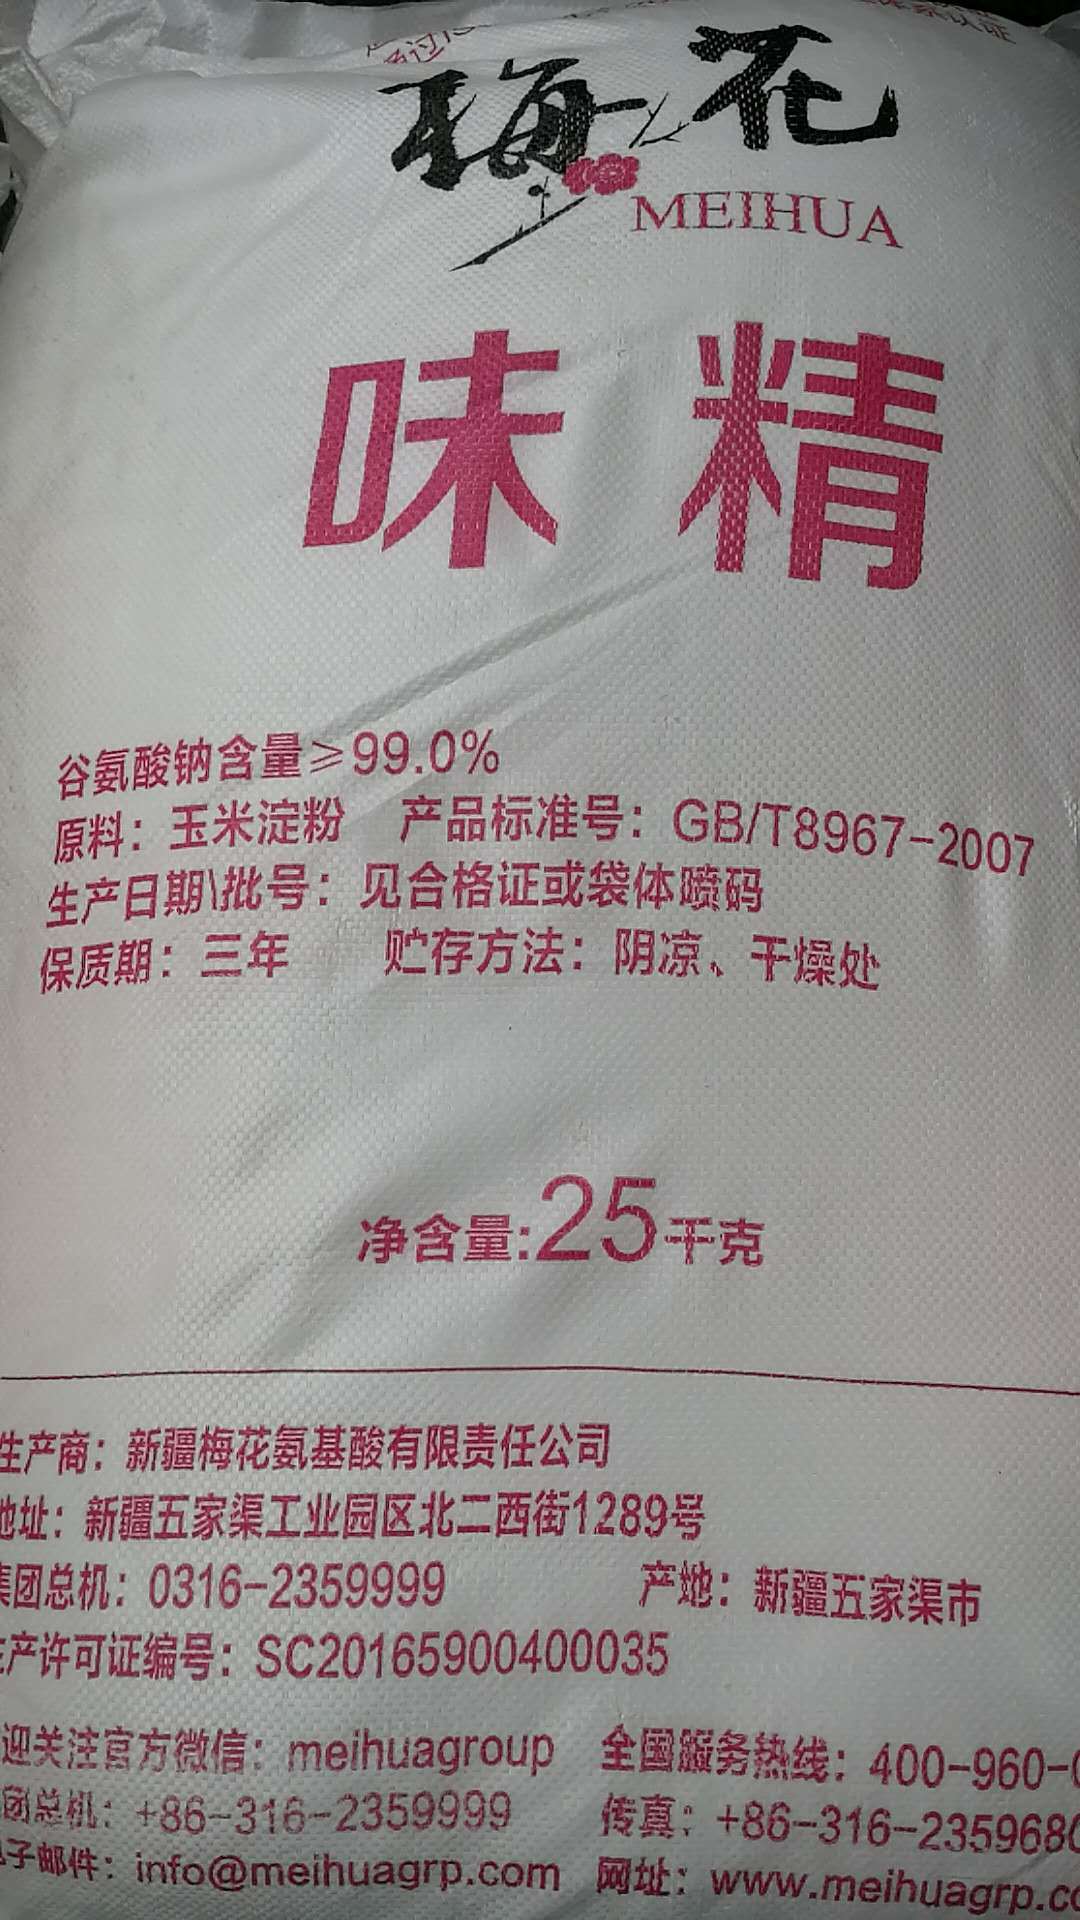 梅花
MEIHUA
味精
谷氨酸钠含量≥99.0%
原料：玉米淀粉 产品标准号：GB/T8967-2007
生产日期\批号：见合格证或袋体喷码
保质期：三年 贮存方法：阴凉、干燥处
净含量:25千克
生产商：新疆梅花氨基酸有限责任公司
地址：新疆五家渠工业园区北二西街1289号
集团总机：0316-2359999 产地：新疆五家渠市
生产许可证编号：SC20165900400035
迎关注官方微信：meihuagroup 全国服务热线：400-960-0
团总机：+86-316-2359999 传真：+86-316-2359680
子邮件：info@meihuagrp.com 网址：www.meihuagrp.co